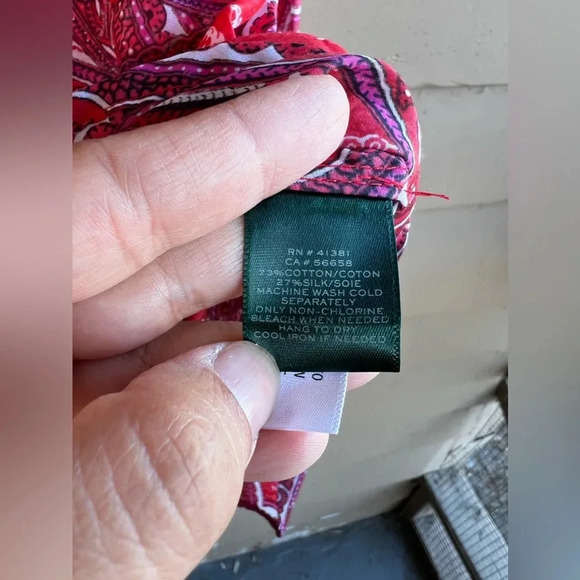 RN # 41381
CA # 56658
73% COTTON/COTON
27% SILK/SOIE
MACHINE WASH COLD
SEPARATELY
ONLY NON-CHLORINE
BLEACH WHEN NEEDED
HANG TO DRY
COOL IRON IF NEEDED